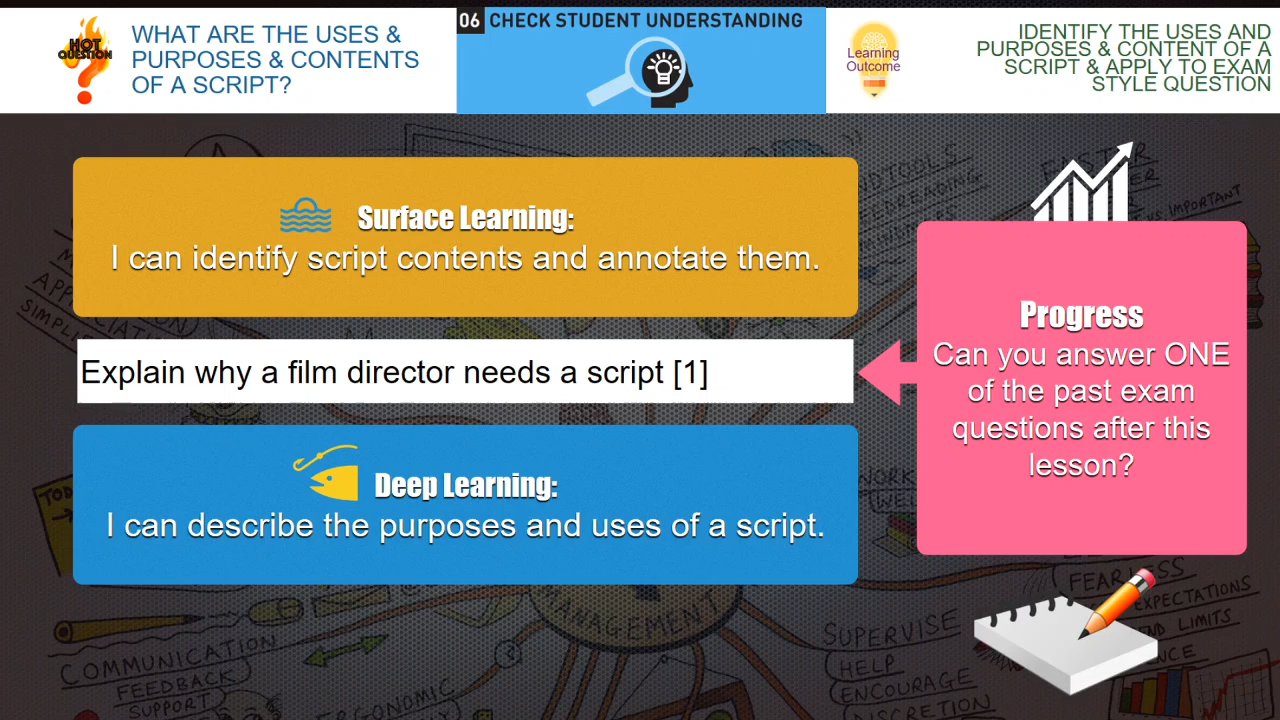 HOT
QUESTION
WHAT ARE THE USES &
PURPOSES & CONTENTS
OF A SCRIPT?
06 CHECK STUDENT UNDERSTANDING
Learning
Outcome
IDENTIFY THE USES AND
PURPOSES & CONTENT OF A
SCRIPT & APPLY TO EXAM
STYLE QUESTION
Surface Learning:
I can identify script contents and annotate them.
Explain why a film director needs a script [1]
Deep Learning:
I can describe the purposes and uses of a script.
Progress
Can you answer ONE
of the past exam
questions after this
lesson?
MANAGEMENT
COMMUNICATION
FEEDBACK
SUPPORT
SUPERVISE
HELP
ENCOURAGE
DISCRETION
FEARLESS
EXPECTATIONS
LIMITS
IMPORTANT